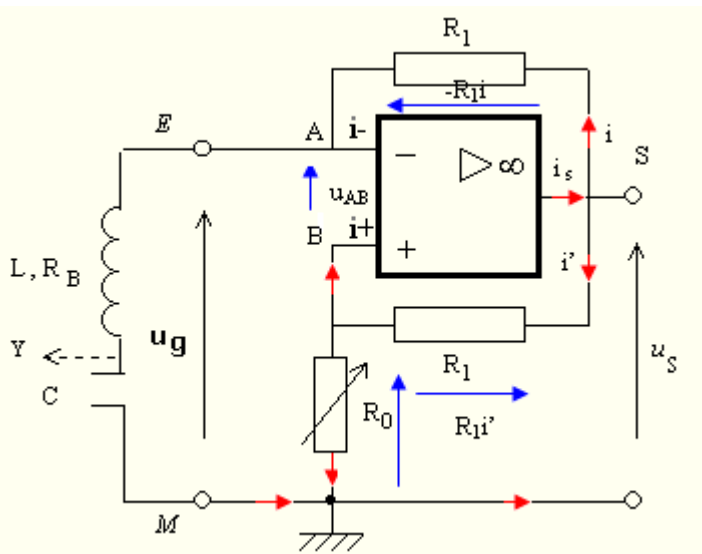 R1
-R1i
E
A
i-
−
▷ ∞
i
S
is
uAB
B
i+
+
i'
L, RB
ug
Y
C
R0
R1
R1i'
uS
M